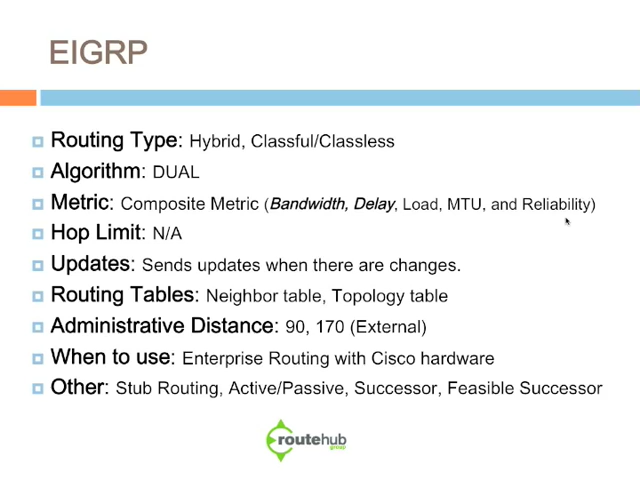 EIGRP
Routing Type: Hybrid, Classful/Classless
Algorithm: DUAL
Metric: Composite Metric (Bandwidth, Delay, Load, MTU, and Reliability)
Hop Limit: N/A
Updates: Sends updates when there are changes.
Routing Tables: Neighbor table, Topology table
Administrative Distance: 90, 170 (External)
When to use: Enterprise Routing with Cisco hardware
Other: Stub Routing, Active/Passive, Successor, Feasible Successor
routehub
group